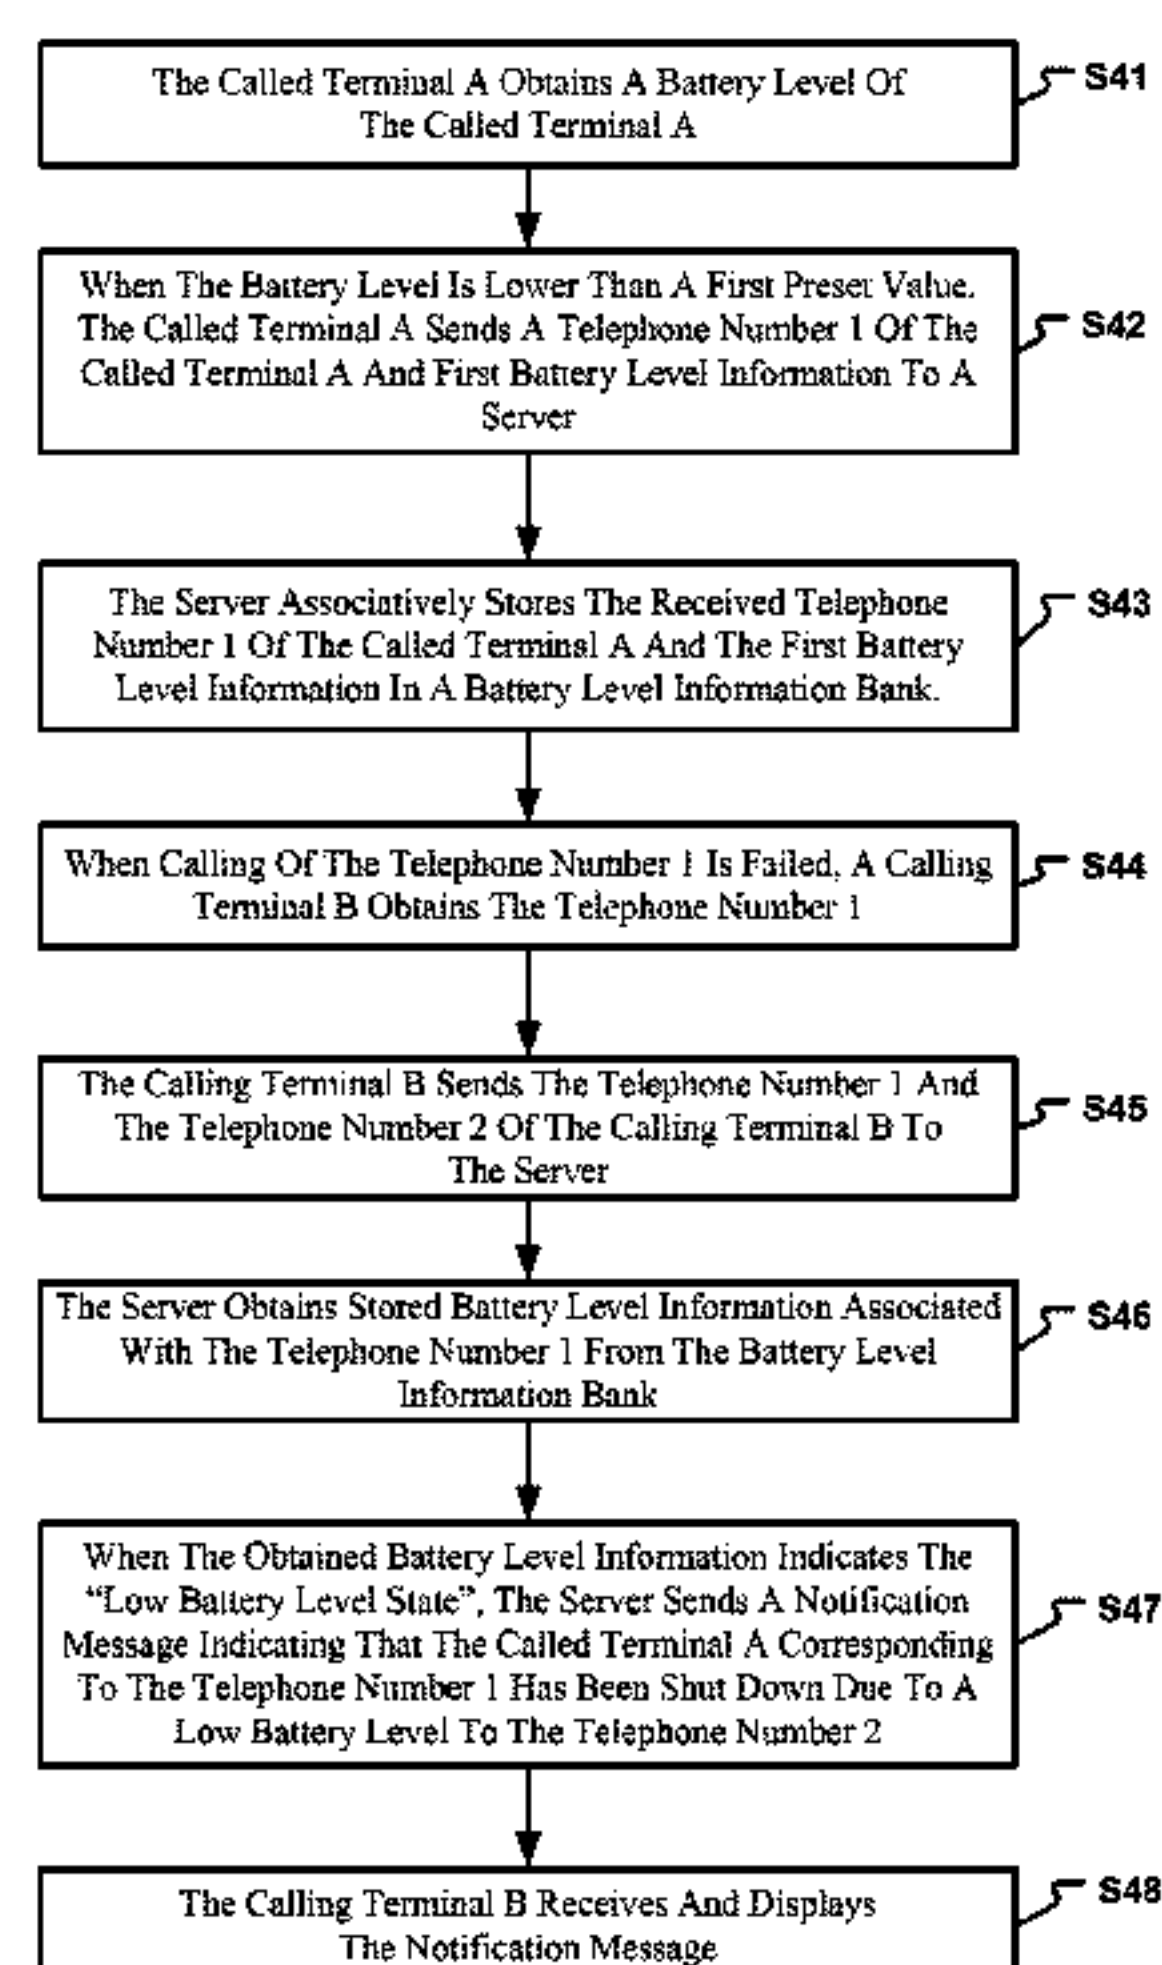 The Called Terminal A Obtains A Battery Level Of
The Called Terminal A
S41
When The Battery Level Is Lower Than A First Preset Value.
The Called Terminal A Sends A Telephone Number 1 Of The
Called Terminal A And First Battery Level Information To A
Server
S42
The Server Associatively Stores The Received Telephone
Number 1 Of The Called Terminal A And The First Battery
Level Information In A Battery Level Information Bank.
S43
When Calling Of The Telephone Number 1 Is Failed, A Calling
Terminal B Obtains The Telephone Number 1
S44
The Calling Terminal B Sends The Telephone Number 1 And
The Telephone Number 2 Of The Calling Terminal B To
The Server
S45
The Server Obtains Stored Battery Level Information Associated
With The Telephone Number 1 From The Battery Level
Information Bank
S46
When The Obtained Battery Level Information Indicates The
“Low Battery Level State”, The Server Sends A Notification
Message Indicating That The Called Terminal A Corresponding
To The Telephone Number 1 Has Been Shut Down Due To A
Low Battery Level To The Telephone Number 2
S47
The Calling Terminal B Receives And Displays
The Notification Message
S48